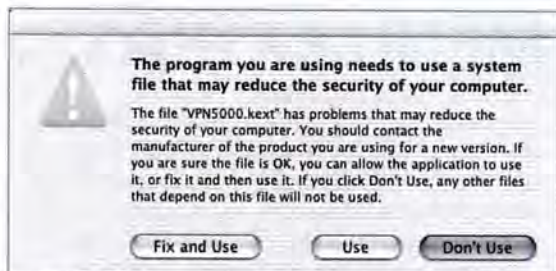 The program you are using needs to use a system
file that may reduce the security of your computer.
The file "VPN5000.kext" has problems that may reduce the
security of your computer. You should contact the
manufacturer of the product you are using for a new version. If
you are sure the file is OK, you can allow the application to use
it, or fix it and then use it. If you click Don't Use, any other files
that depend on this file will not be used.
Fix and Use Use Don't Use